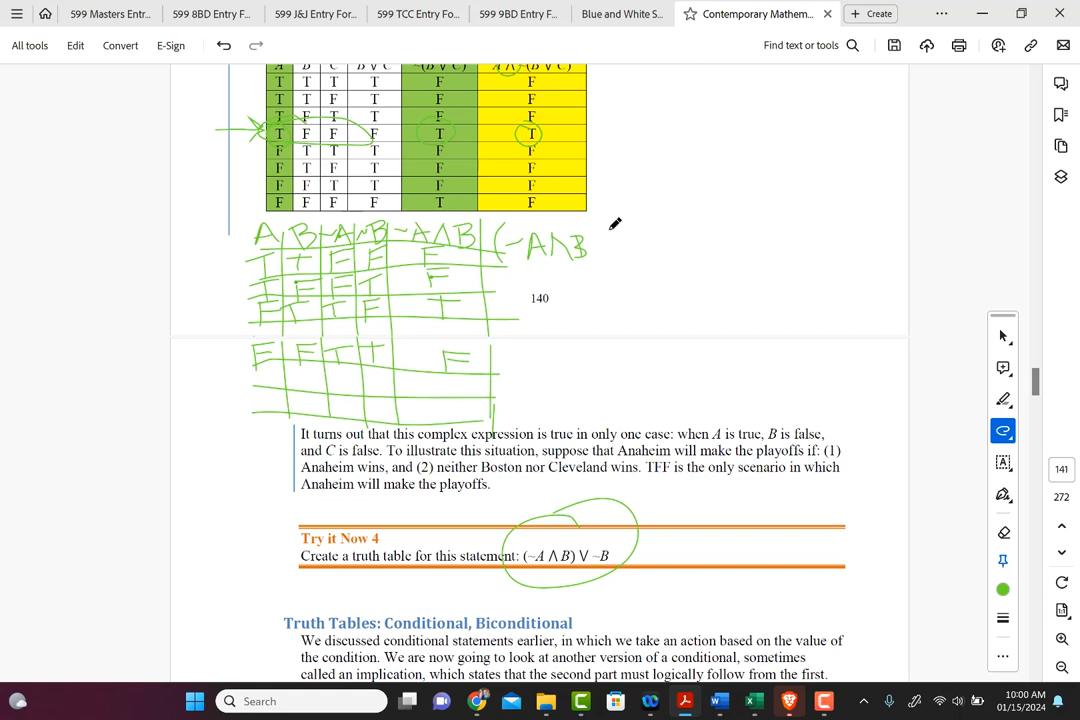 599 Masters Entr... 599 8BD Entry F... 599 J&J Entry For... 599 TCC Entry Fo... 599 9BD Entry F... Blue and White S... Contemporary Mathem... Create
All tools Edit Convert E-Sign Find text or tools
A B C B ∨ C ~(B ∨ C) A ∧ ~(B ∨ C)
T T T T F F
T T F T F F
T F T T F F
T F F F T T
F T T T F F
F T F T F F
F F T T F F
F F F F T F
A B ~A ~B ~A ∧ B (~A ∧ B
T T F F F
T F F T F
F T T F T
140
F F T T F
It turns out that this complex expression is true in only one case: when A is true, B is false,
and C is false. To illustrate this situation, suppose that Anaheim will make the playoffs if: (1)
Anaheim wins, and (2) neither Boston nor Cleveland wins. TFF is the only scenario in which
Anaheim will make the playoffs.
Try it Now 4
Create a truth table for this statement: (~A ∧ B) ∨ ~B
Truth Tables: Conditional, Biconditional
We discussed conditional statements earlier, in which we take an action based on the value of
the condition. We are now going to look at another version of a conditional, sometimes
called an implication, which states that the second part must logically follow from the first.
141
272
Search
10:00 AM
01/15/2024